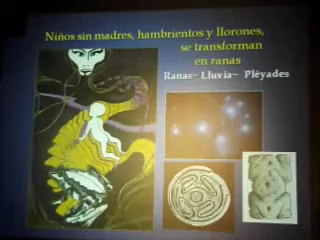 Niños sin madres, hambrientos y llorones,
se transforman
en ranas
Ranas~ Lluvia~ Pléyades